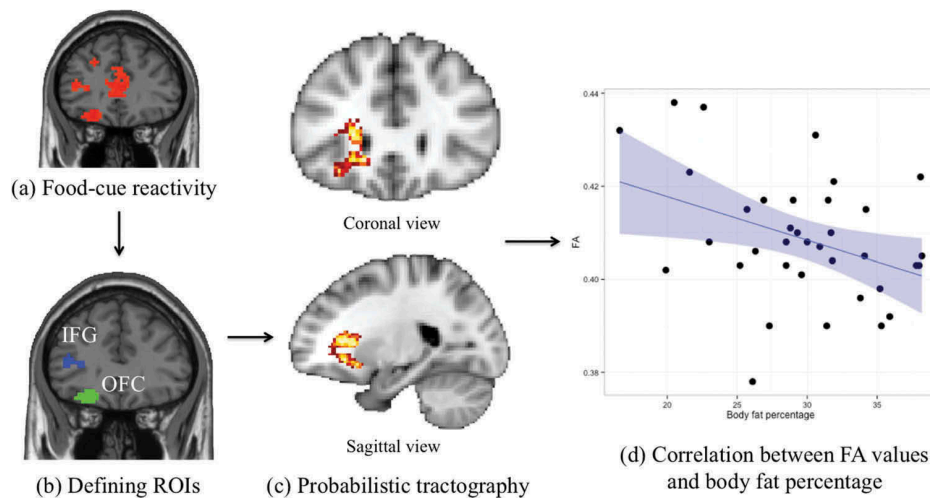 (a) Food-cue reactivity
IFG
OFC
(b) Defining ROIs
Coronal view
Sagittal view
(c) Probabilistic tractography
0.44
0.42
0.40
0.38
FA
20
25
30
35
Body fat percentage
(d) Correlation between FA values
and body fat percentage